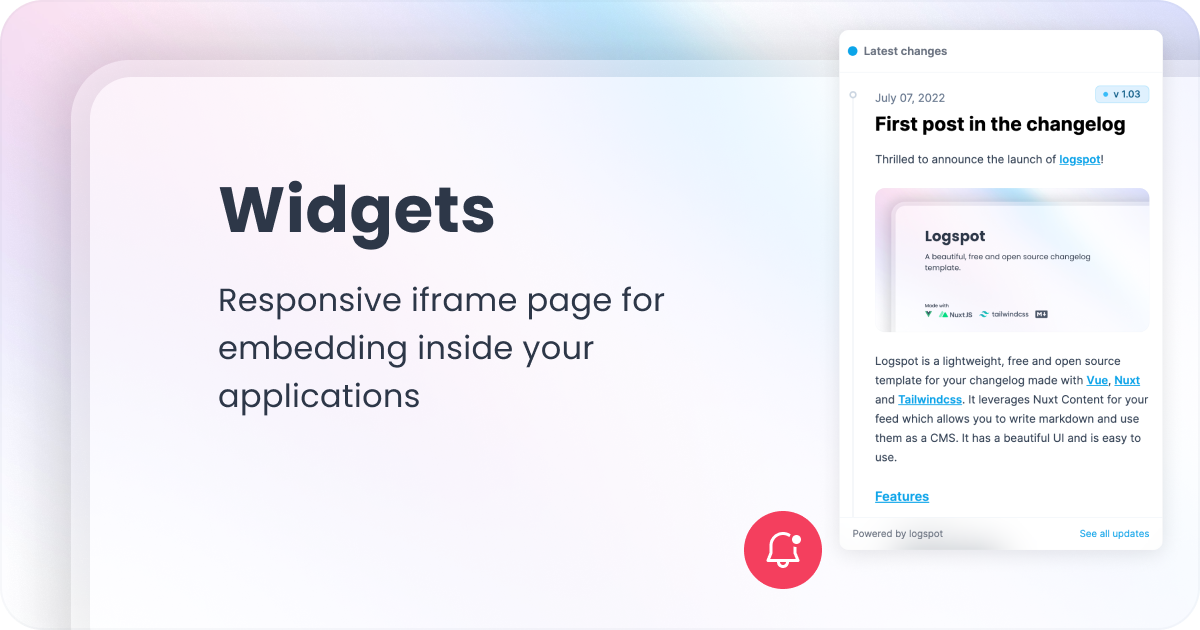 Widgets
Responsive iframe page for
embedding inside your
applications
Latest changes
July 07, 2022
v 1.03
First post in the changelog
Thrilled to announce the launch of logspot!
Logspot
A beautiful, free and open source changelog
template.
Made with
NuxtJS tailwindcss
Logspot is a lightweight, free and open source
template for your changelog made with Vue, Nuxt
and Tailwindcss. It leverages Nuxt Content for your
feed which allows you to write markdown and use
them as a CMS. It has a beautiful UI and is easy to
use.
Features
Powered by logspot
See all updates